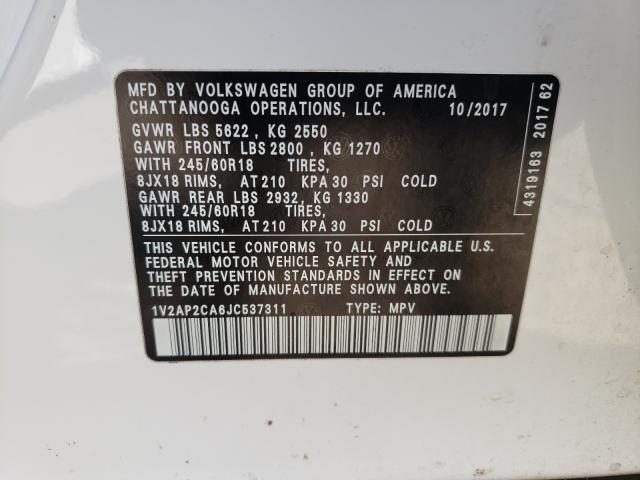 MFD BY VOLKSWAGEN GROUP OF AMERICA
CHATTANOOGA OPERATIONS, LLC. 10/2017
GVWR LBS 5622 , KG 2550
GAWR FRONT LBS 2800 , KG 1270
WITH 245/60R18 TIRES,
8JX18 RIMS, AT 210 KPA 30 PSI COLD
GAWR REAR LBS 2932, KG 1330
WITH 245/60R18 TIRES,
8JX18 RIMS, AT 210 KPA 30 PSI COLD
THIS VEHICLE CONFORMS TO ALL APPLICABLE U.S.
FEDERAL MOTOR VEHICLE SAFETY AND
THEFT PREVENTION STANDARDS IN EFFECT ON
THE DATE OF MANUFACTURE SHOWN ABOVE.
1V2AP2CA6JC537311 TYPE: MPV
4319163 2017 62